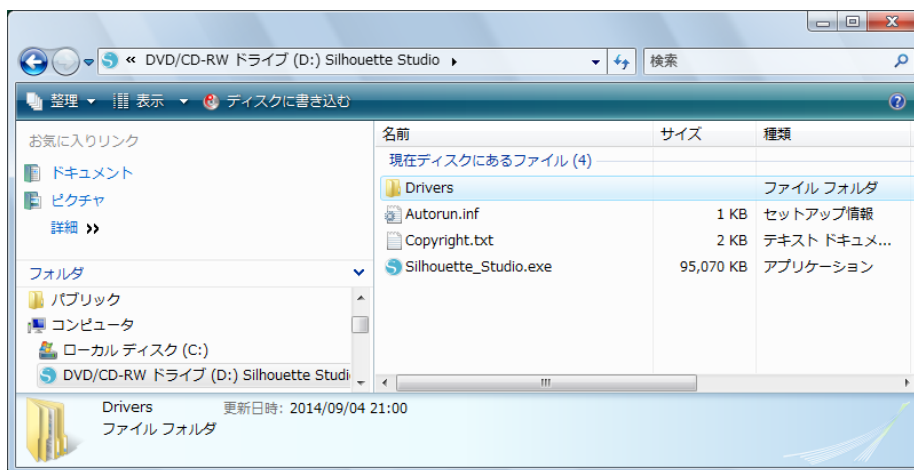 « DVD/CD-RW ドライブ (D:) Silhouette Studio
検索
整理 表示 ディスクに書き込む
お気に入りリンク
ドキュメント
ピクチャ
詳細 »
フォルダ
パブリック
コンピュータ
ローカル ディスク (C:)
DVD/CD-RW ドライブ (D:) Silhouette Studi
名前 サイズ 種類
現在ディスクにあるファイル (4)
Drivers ファイル フォルダ
Autorun.inf 1 KB セットアップ情報
Copyright.txt 2 KB テキスト ドキュメ...
Silhouette_Studio.exe 95,070 KB アプリケーション
Drivers 更新日時: 2014/09/04 21:00
ファイル フォルダ